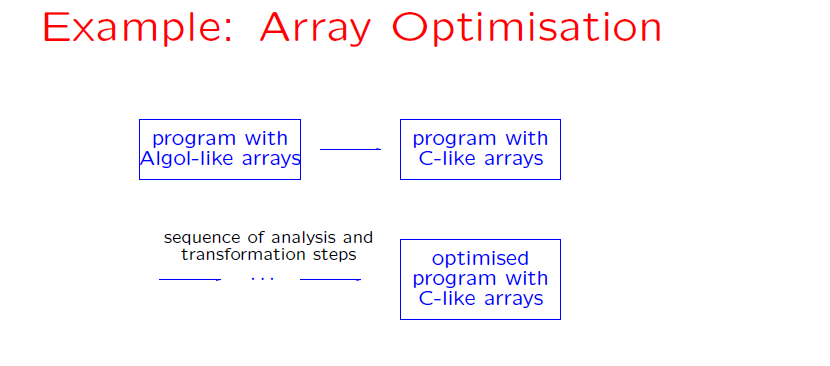 Example: Array Optimisation
program with
Algol-like arrays
program with
C-like arrays
sequence of analysis and
transformation steps
...
optimised
program with
C-like arrays